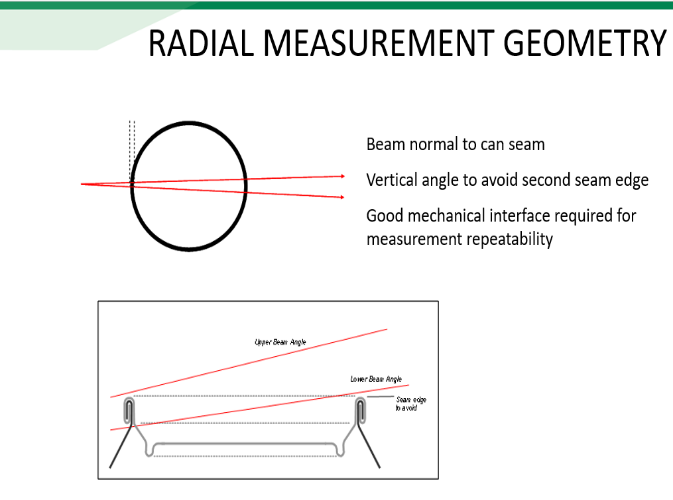 RADIAL MEASUREMENT GEOMETRY
Beam normal to can seam
Vertical angle to avoid second seam edge
Good mechanical interface required for
measurement repeatability
Upper Beam Angle
Lower Beam Angle
Seam edge
to avoid